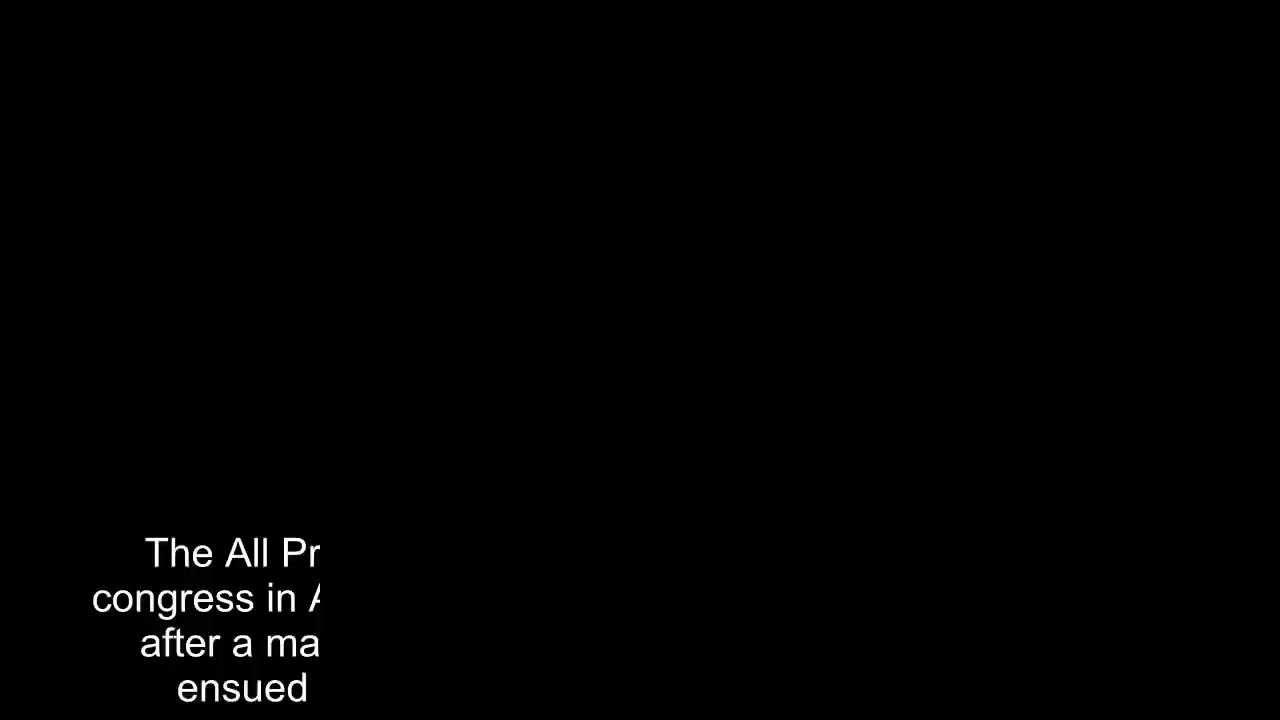 The All Pr
congress in A
after a ma
ensued